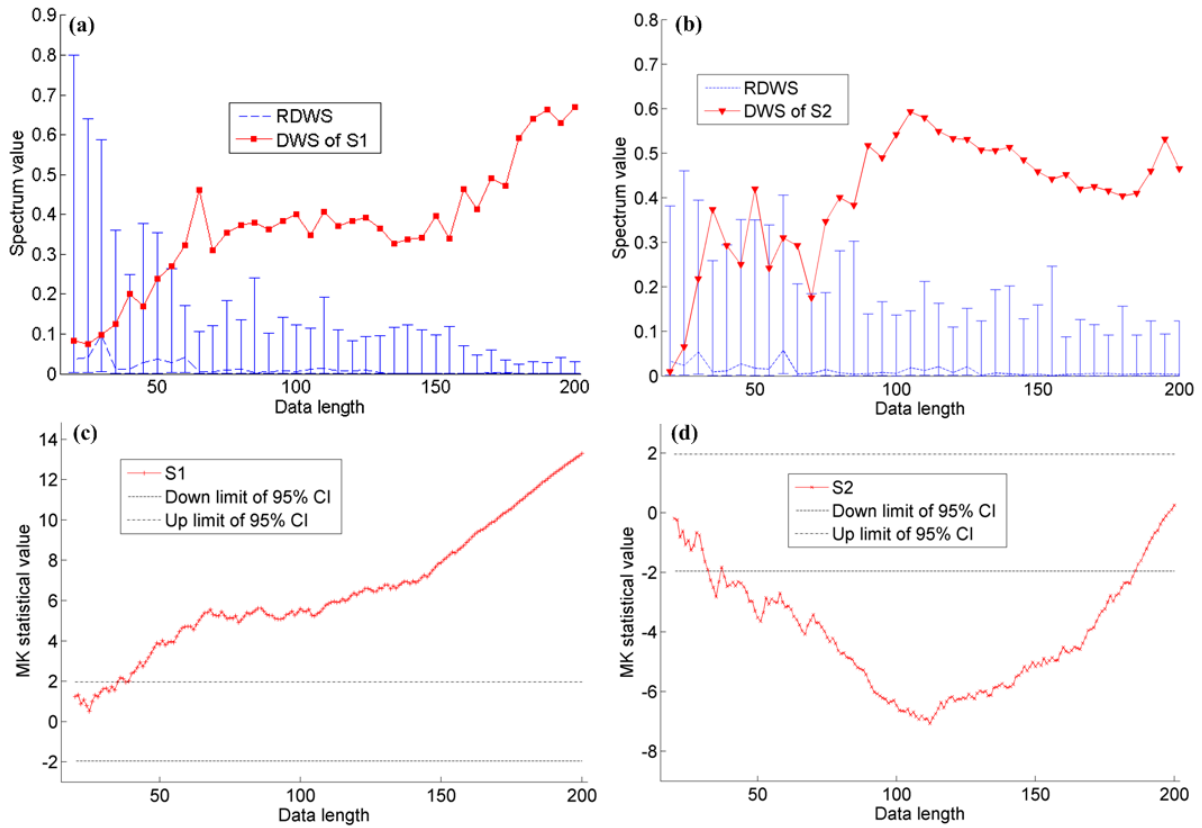 (a)
0.9
0.8
0.7
0.6
0.5
0.4
0.3
0.2
0.1
0
Spectrum value
RDWS
DWS of S1
50
100
150
200
Data length
(b)
0.8
0.7
0.6
0.5
0.4
0.3
0.2
0.1
0
Spectrum value
RDWS
DWS of S2
50
100
150
200
Data length
(c)
14
12
10
8
6
4
2
0
-2
MK statistical value
S1
Down limit of 95% CI
Up limit of 95% CI
50
100
150
200
Data length
(d)
2
0
-2
-4
-6
-8
MK statistical value
S2
Down limit of 95% CI
Up limit of 95% CI
50
100
150
200
Data length